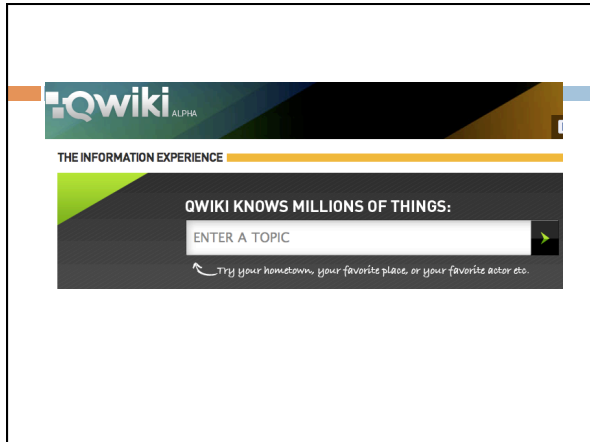 Qwiki ALPHA
THE INFORMATION EXPERIENCE
QWIKI KNOWS MILLIONS OF THINGS:
ENTER A TOPIC
Try your hometown, your favorite place, or your favorite actor etc.